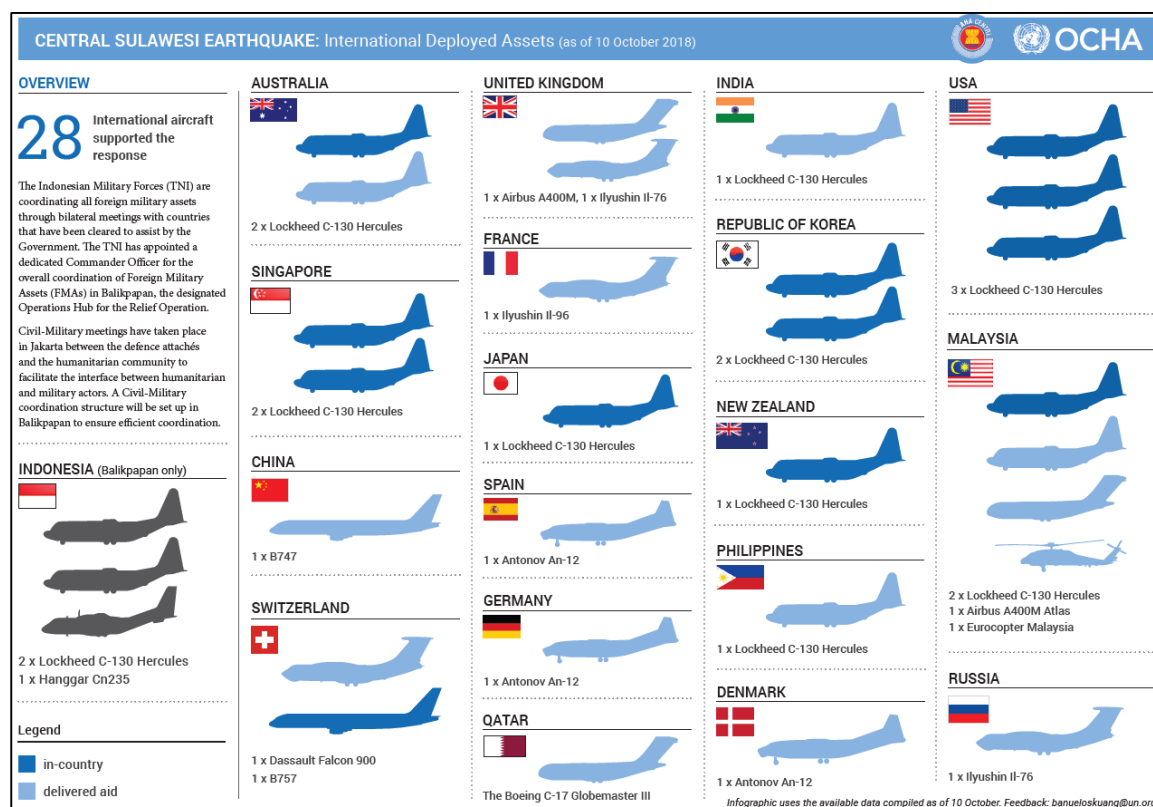 CENTRAL SULAWESI EARTHQUAKE: International Deployed Assets (as of 10 October 2018)
AHA CENTRE
OCHA
OVERVIEW
28
International aircraft
supported the
response
The Indonesian Military Forces (TNI) are
coordinating all foreign military assets
through bilateral meetings with countries
that have been cleared to assist by the
Government. The TNI has appointed a
dedicated Commander Officer for the
overall coordination of Foreign Military
Assets (FMAs) in Balikpapan, the designated
Operations Hub for the Relief Operation.
Civil-Military meetings have taken place
in Jakarta between the defence attachés
and the humanitarian community to
facilitate the interface between humanitarian
and military actors. A Civil-Military
coordination structure will be set up in
Balikpapan to ensure efficient coordination.
INDONESIA (Balikpapan only)
2 x Lockheed C-130 Hercules
1 x Hanggar Cn235
Legend
in-country
delivered aid
AUSTRALIA
2 x Lockheed C-130 Hercules
SINGAPORE
2 x Lockheed C-130 Hercules
CHINA
1 x B747
SWITZERLAND
1 x Dassault Falcon 900
1 x B757
UNITED KINGDOM
1 x Airbus A400M, 1 x Ilyushin Il-76
FRANCE
1 x Ilyushin Il-96
JAPAN
1 x Lockheed C-130 Hercules
SPAIN
1 x Antonov An-12
GERMANY
1 x Antonov An-12
QATAR
The Boeing C-17 Globemaster III
INDIA
1 x Lockheed C-130 Hercules
REPUBLIC OF KOREA
2 x Lockheed C-130 Hercules
NEW ZEALAND
1 x Lockheed C-130 Hercules
PHILIPPINES
1 x Lockheed C-130 Hercules
DENMARK
1 x Antonov An-12
USA
3 x Lockheed C-130 Hercules
MALAYSIA
2 x Lockheed C-130 Hercules
1 x Airbus A400M Atlas
1 x Eurocopter Malaysia
RUSSIA
1 x Ilyushin Il-76
Infographic uses the available data compiled as of 10 October. Feedback: banueloskuang@un.org